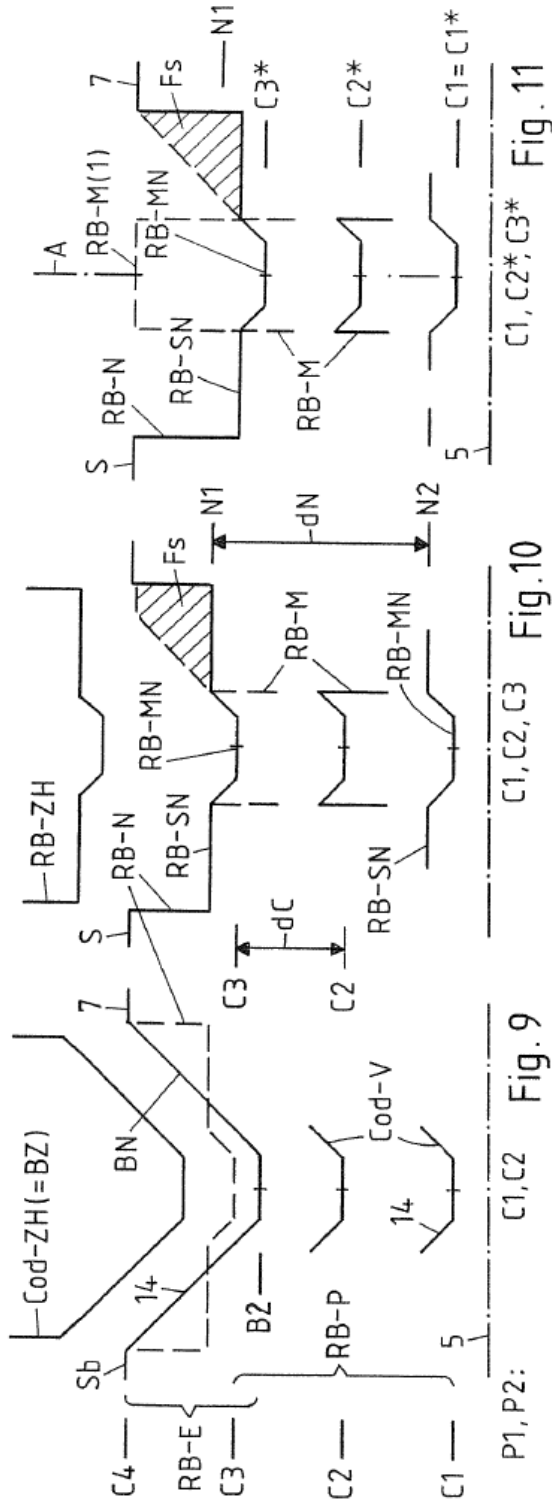 Cod-ZH(=BZ)
Sb
14
BN
7
C4
RB-E
C3
B2
RB-P
C2
C1
14
Cod-V
5
P1, P2:
C1, C2
Fig. 9
RB-ZH
S
RB-N
RB-SN
RB-MN
Fs
N1
C3
dC
C2
RB-M
dN
N2
RB-SN
RB-MN
C1, C2, C3
Fig. 10
S
RB-N
RB-SN
A
RB-M(1)
RB-MN
7
Fs
N1
RB-M
C3*
C2*
C1= C1*
5
C1, C2*, C3*
Fig. 11